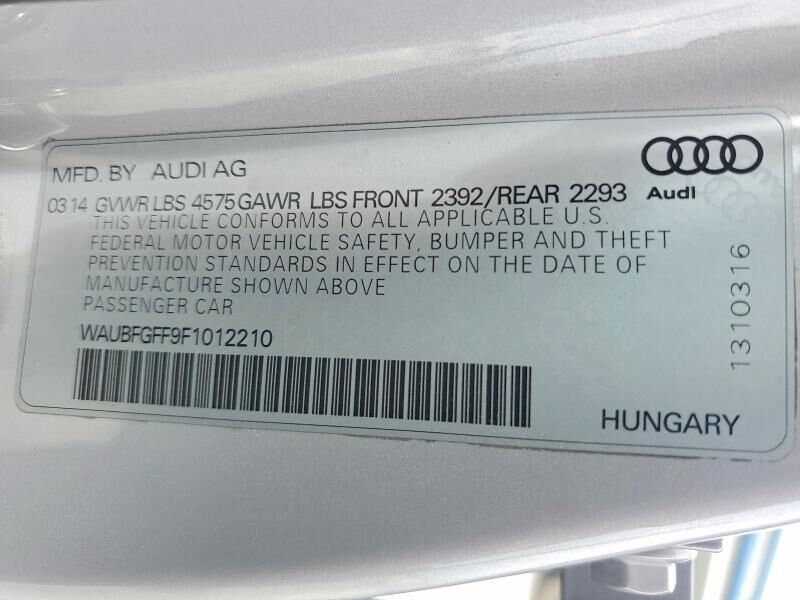 MFD. BY AUDI AG
0314 GVWR LBS 4575 GAWR LBS FRONT 2392/REAR 2293
THIS VEHICLE CONFORMS TO ALL APPLICABLE U.S.
FEDERAL MOTOR VEHICLE SAFETY, BUMPER AND THEFT
PREVENTION STANDARDS IN EFFECT ON THE DATE OF
MANUFACTURE SHOWN ABOVE
PASSENGER CAR
WAUBFGFF9F1012210
HUNGARY
Audi
1310316